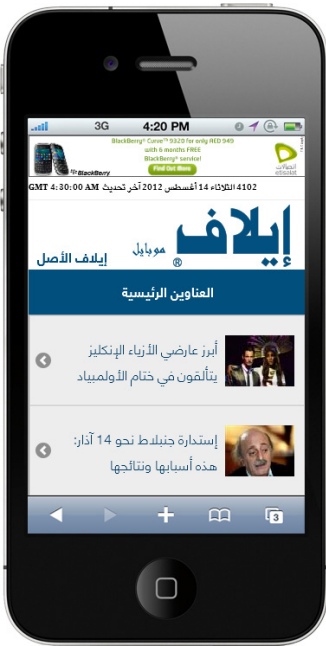 3G 4:20 PM
BlackBerry® Curve™ 9320 for only AED 949
with 6 months FREE
BlackBerry® service!
Find Out More
BlackBerry
اتصالات
etisalat
4102 الثلاثاء 14 أغسطس 2012 آخر تحديث GMT 4:30:00 AM
إيلاف
موبايل
®
إيلاف الأصل
العناوين الرئيسية
أبرز عارضي الأزياء الإنكليز
يتألقون في ختام الأولمبياد
إستدارة جنبلاط نحو 14 آذار:
هذه أسبابها ونتائجها
3